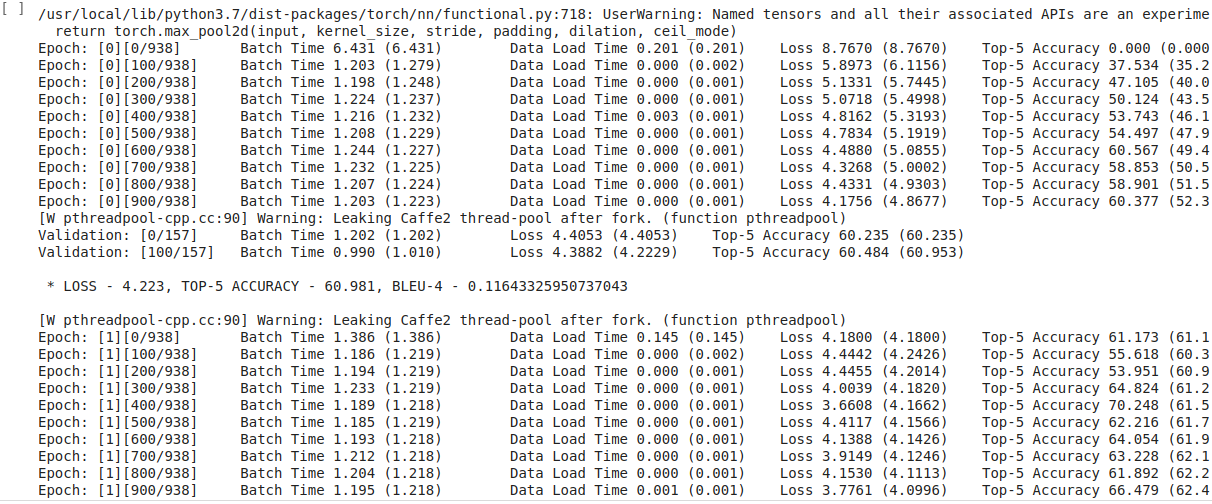 [ ]
/usr/local/lib/python3.7/dist-packages/torch/nn/functional.py:718: UserWarning: Named tensors and all their associated APIs are an experime
return torch.max_pool2d(input, kernel_size, stride, padding, dilation, ceil_mode)
Epoch: [0][0/938] Batch Time 6.431 (6.431) Data Load Time 0.201 (0.201) Loss 8.7670 (8.7670) Top-5 Accuracy 0.000 (0.000
Epoch: [0][100/938] Batch Time 1.203 (1.279) Data Load Time 0.000 (0.002) Loss 5.8973 (6.1156) Top-5 Accuracy 37.534 (35.2
Epoch: [0][200/938] Batch Time 1.198 (1.248) Data Load Time 0.000 (0.001) Loss 5.1331 (5.7445) Top-5 Accuracy 47.105 (40.0
Epoch: [0][300/938] Batch Time 1.224 (1.237) Data Load Time 0.000 (0.001) Loss 5.0718 (5.4998) Top-5 Accuracy 50.124 (43.5
Epoch: [0][400/938] Batch Time 1.216 (1.232) Data Load Time 0.003 (0.001) Loss 4.8162 (5.3193) Top-5 Accuracy 53.743 (46.1
Epoch: [0][500/938] Batch Time 1.208 (1.229) Data Load Time 0.000 (0.001) Loss 4.7834 (5.1919) Top-5 Accuracy 54.497 (47.9
Epoch: [0][600/938] Batch Time 1.244 (1.227) Data Load Time 0.000 (0.001) Loss 4.4880 (5.0855) Top-5 Accuracy 60.567 (49.4
Epoch: [0][700/938] Batch Time 1.232 (1.225) Data Load Time 0.000 (0.001) Loss 4.3268 (5.0002) Top-5 Accuracy 58.853 (50.5
Epoch: [0][800/938] Batch Time 1.207 (1.224) Data Load Time 0.000 (0.001) Loss 4.4331 (4.9303) Top-5 Accuracy 58.901 (51.5
Epoch: [0][900/938] Batch Time 1.203 (1.223) Data Load Time 0.000 (0.001) Loss 4.1756 (4.8677) Top-5 Accuracy 60.377 (52.3
[W pthreadpool-cpp.cc:90] Warning: Leaking Caffe2 thread-pool after fork. (function pthreadpool)
Validation: [0/157] Batch Time 1.202 (1.202) Loss 4.4053 (4.4053) Top-5 Accuracy 60.235 (60.235)
Validation: [100/157] Batch Time 0.990 (1.010) Loss 4.3882 (4.2229) Top-5 Accuracy 60.484 (60.953)
* LOSS - 4.223, TOP-5 ACCURACY - 60.981, BLEU-4 - 0.11643325950737043
[W pthreadpool-cpp.cc:90] Warning: Leaking Caffe2 thread-pool after fork. (function pthreadpool)
Epoch: [1][0/938] Batch Time 1.386 (1.386) Data Load Time 0.145 (0.145) Loss 4.1800 (4.1800) Top-5 Accuracy 61.173 (61.1
Epoch: [1][100/938] Batch Time 1.186 (1.219) Data Load Time 0.000 (0.002) Loss 4.4442 (4.2426) Top-5 Accuracy 55.618 (60.3
Epoch: [1][200/938] Batch Time 1.194 (1.219) Data Load Time 0.000 (0.001) Loss 4.4455 (4.2014) Top-5 Accuracy 53.951 (60.9
Epoch: [1][300/938] Batch Time 1.233 (1.219) Data Load Time 0.000 (0.001) Loss 4.0039 (4.1820) Top-5 Accuracy 64.824 (61.2
Epoch: [1][400/938] Batch Time 1.189 (1.218) Data Load Time 0.000 (0.001) Loss 3.6608 (4.1662) Top-5 Accuracy 70.248 (61.5
Epoch: [1][500/938] Batch Time 1.185 (1.219) Data Load Time 0.000 (0.001) Loss 4.4117 (4.1566) Top-5 Accuracy 62.216 (61.7
Epoch: [1][600/938] Batch Time 1.193 (1.218) Data Load Time 0.000 (0.001) Loss 4.1388 (4.1426) Top-5 Accuracy 64.054 (61.9
Epoch: [1][700/938] Batch Time 1.212 (1.218) Data Load Time 0.000 (0.001) Loss 3.9149 (4.1246) Top-5 Accuracy 63.228 (62.1
Epoch: [1][800/938] Batch Time 1.204 (1.218) Data Load Time 0.000 (0.001) Loss 4.1530 (4.1113) Top-5 Accuracy 61.892 (62.2
Epoch: [1][900/938] Batch Time 1.195 (1.218) Data Load Time 0.001 (0.001) Loss 3.7761 (4.0996) Top-5 Accuracy 66.479 (62.4